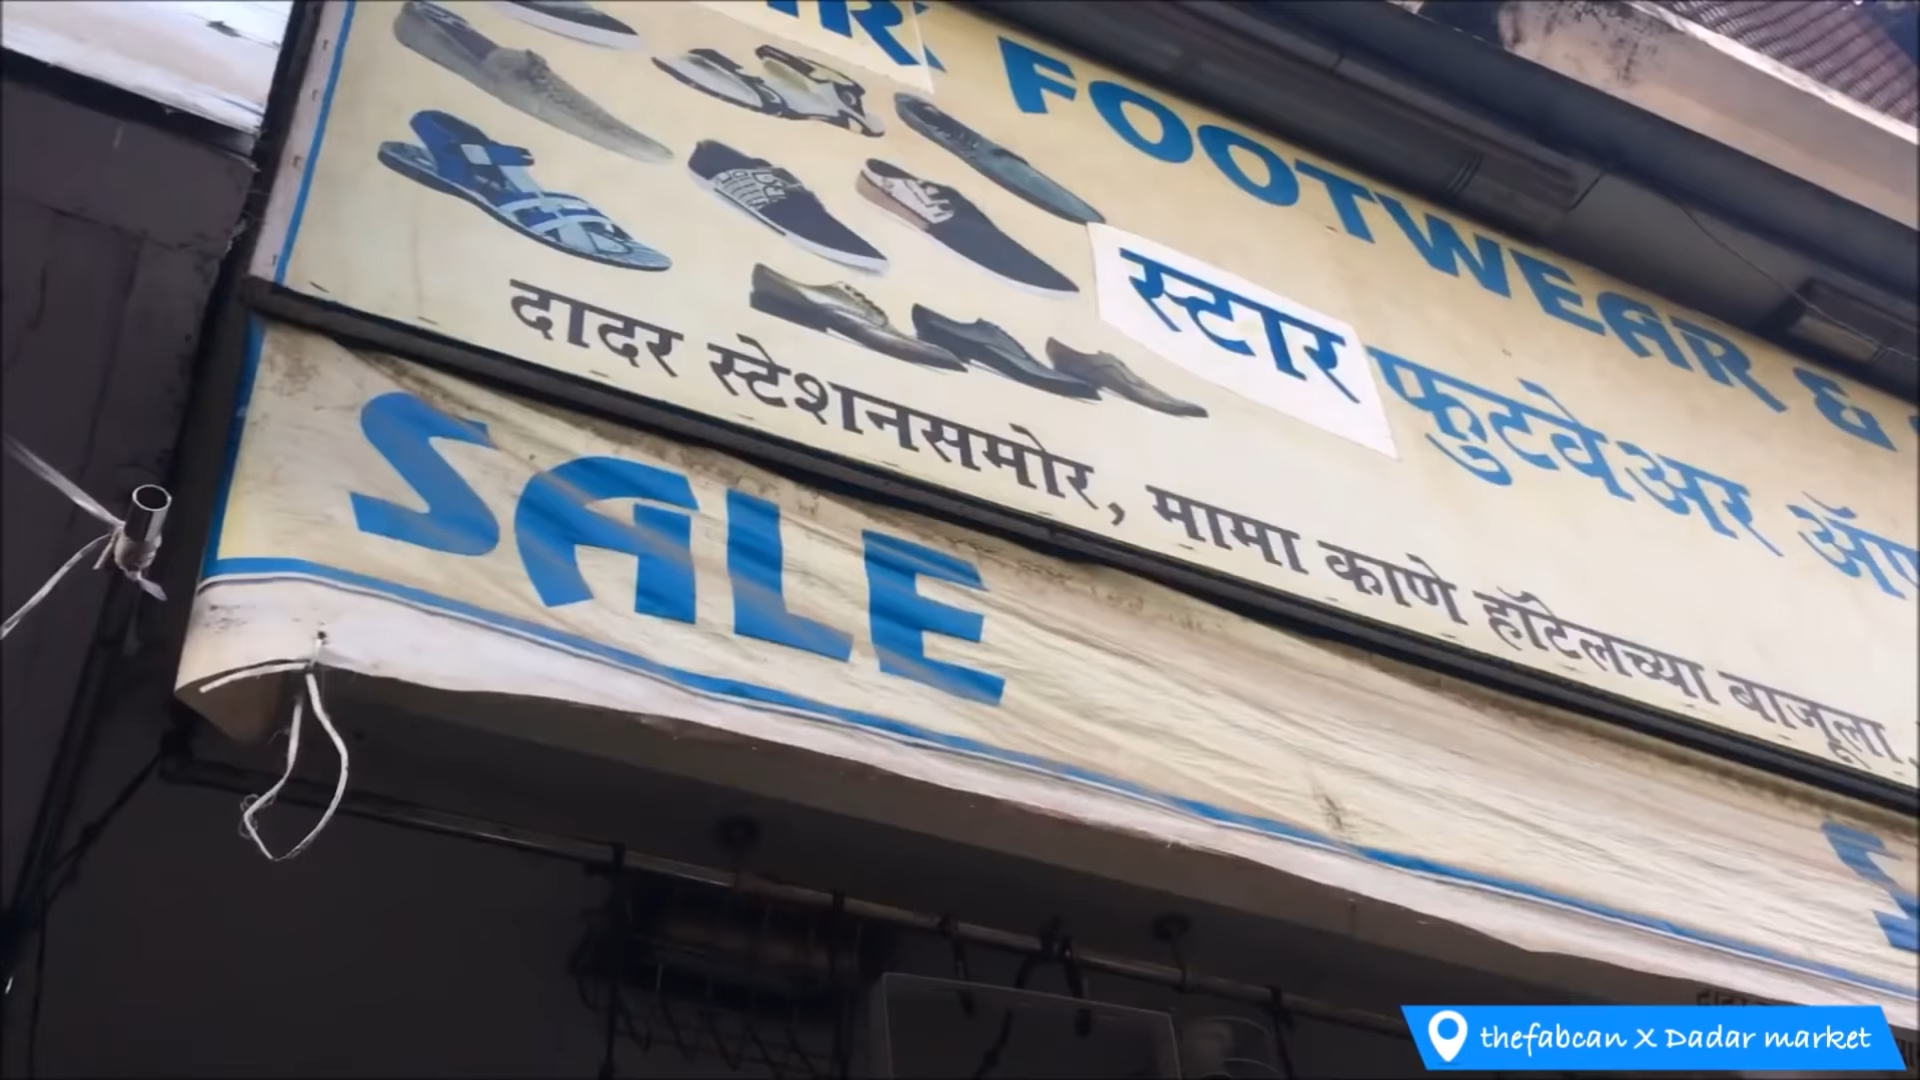 FOOTWEAR &
स्टार फुटवेअर
दादर स्टेशनसमोर, मामा काणे हॉटेलच्या बाजूला
SALE
thefabcan X Dadar market